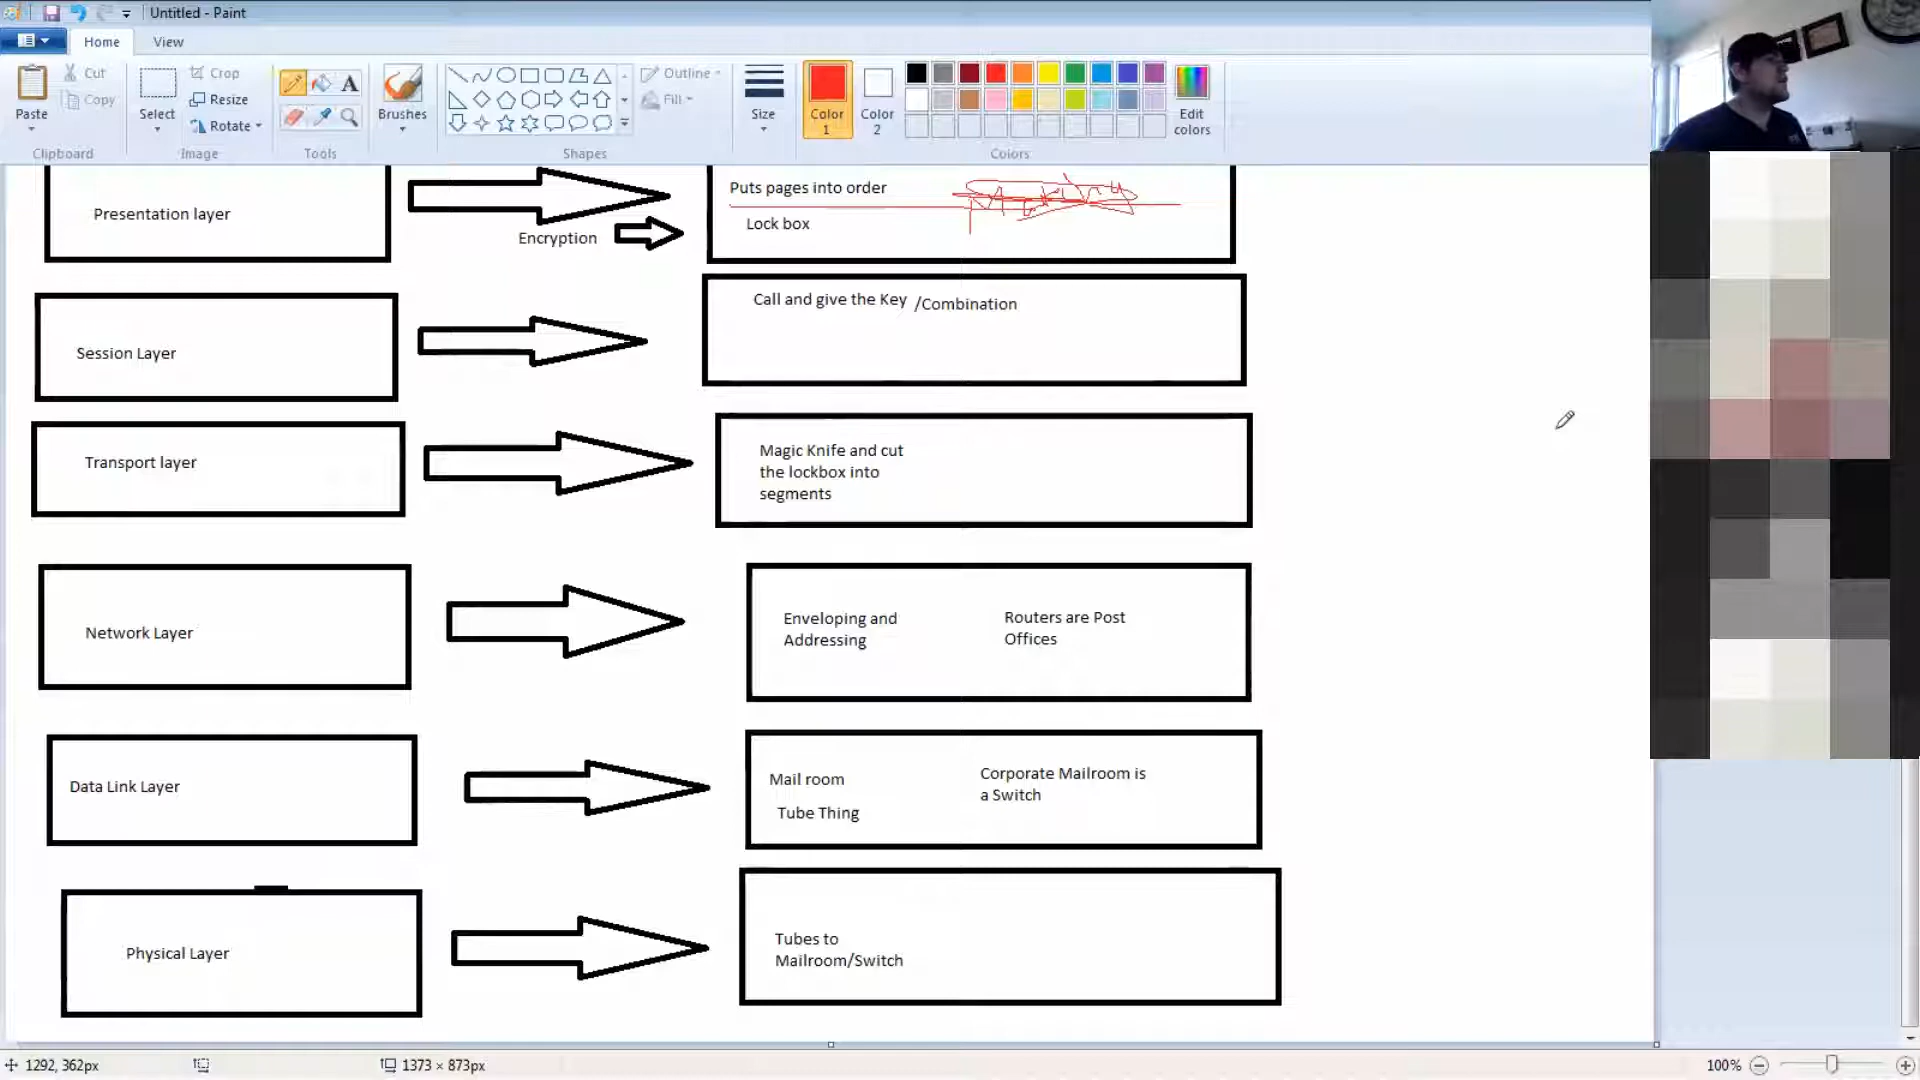 Untitled - Paint
Home
View
Paste
Cut
Copy
Clipboard
Select
Crop
Resize
Rotate
Image
Tools
Brushes
Shapes
Outline
Fill
Size
Color
1
Color
2
Edit
colors
Colors
Presentation layer
Encryption
Puts pages into order
Lock box
Session Layer
Call and give the Key /Combination
Transport layer
Magic Knife and cut
the lockbox into
segments
Network Layer
Enveloping and
Addressing
Routers are Post
Offices
Data Link Layer
Mail room
Tube Thing
Corporate Mailroom is
a Switch
Physical Layer
Tubes to
Mailroom/Switch
1292, 362px
1373 × 873px
100%